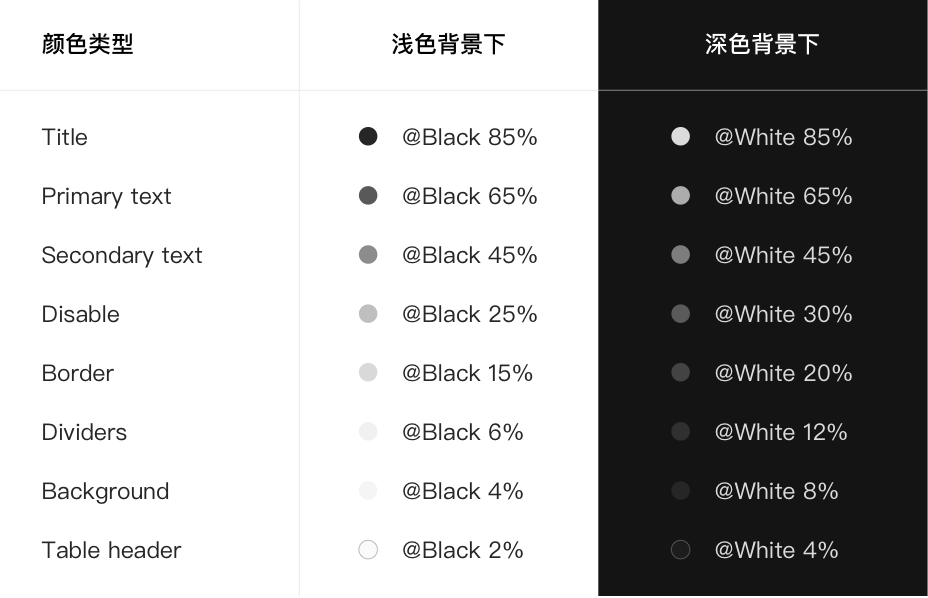 颜色类型 浅色背景下 深色背景下
Title @Black 85% @White 85%
Primary text @Black 65% @White 65%
Secondary text @Black 45% @White 45%
Disable @Black 25% @White 30%
Border @Black 15% @White 20%
Dividers @Black 6% @White 12%
Background @Black 4% @White 8%
Table header @Black 2% @White 4%